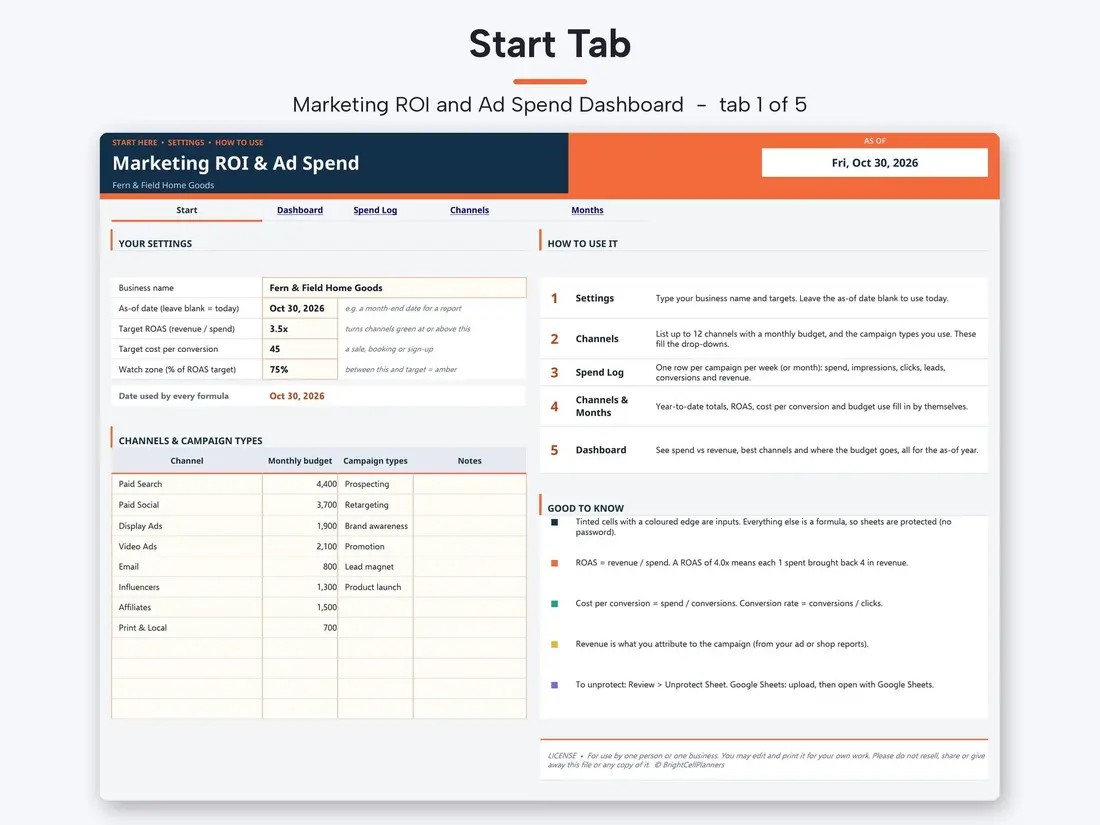 Start Tab
Marketing ROI and Ad Spend Dashboard - tab 1 of 5
START HERE • SETTINGS • HOW TO USE
Marketing ROI & Ad Spend
Fern & Field Home Goods
AS OF
Fri, Oct 30, 2026
Start Dashboard Spend Log Channels Months
YOUR SETTINGS
Business name Fern & Field Home Goods
As-of date (leave blank = today) Oct 30, 2026 e.g. a month-end date for a report
Target ROAS (revenue / spend) 3.5x turns channels green at or above this
Target cost per conversion 45 a sale, booking or sign-up
Watch zone (% of ROAS target) 75% between this and target = amber
Date used by every formula Oct 30, 2026
CHANNELS & CAMPAIGN TYPES
Channel Monthly budget Campaign types Notes
Paid Search 4,400 Prospecting
Paid Social 3,700 Retargeting
Display Ads 1,900 Brand awareness
Video Ads 2,100 Promotion
Email 800 Lead magnet
Influencers 1,300 Product launch
Affiliates 1,500
Print & Local 700
HOW TO USE IT
1 Settings Type your business name and targets. Leave the as-of date blank to use today.
2 Channels List up to 12 channels with a monthly budget, and the campaign types you use. These
fill the drop-downs.
3 Spend Log One row per campaign per week (or month): spend, impressions, clicks, leads,
conversions and revenue.
4 Channels &
Months Year-to-date totals, ROAS, cost per conversion and budget use fill in by themselves.
5 Dashboard See spend vs revenue, best channels and where the budget goes, all for the as-of year.
GOOD TO KNOW
Tinted cells with a coloured edge are inputs. Everything else is a formula, so sheets are protected (no
password).
ROAS = revenue / spend. A ROAS of 4.0x means each 1 spent brought back 4 in revenue.
Cost per conversion = spend / conversions. Conversion rate = conversions / clicks.
Revenue is what you attribute to the campaign (from your ad or shop reports).
To unprotect: Review > Unprotect Sheet. Google Sheets: upload, then open with Google Sheets.
LICENSE • For use by one person or one business. You may edit and print it for your own work. Please do not resell, share or give
away this file or any copy of it. © BrightCellPlanners